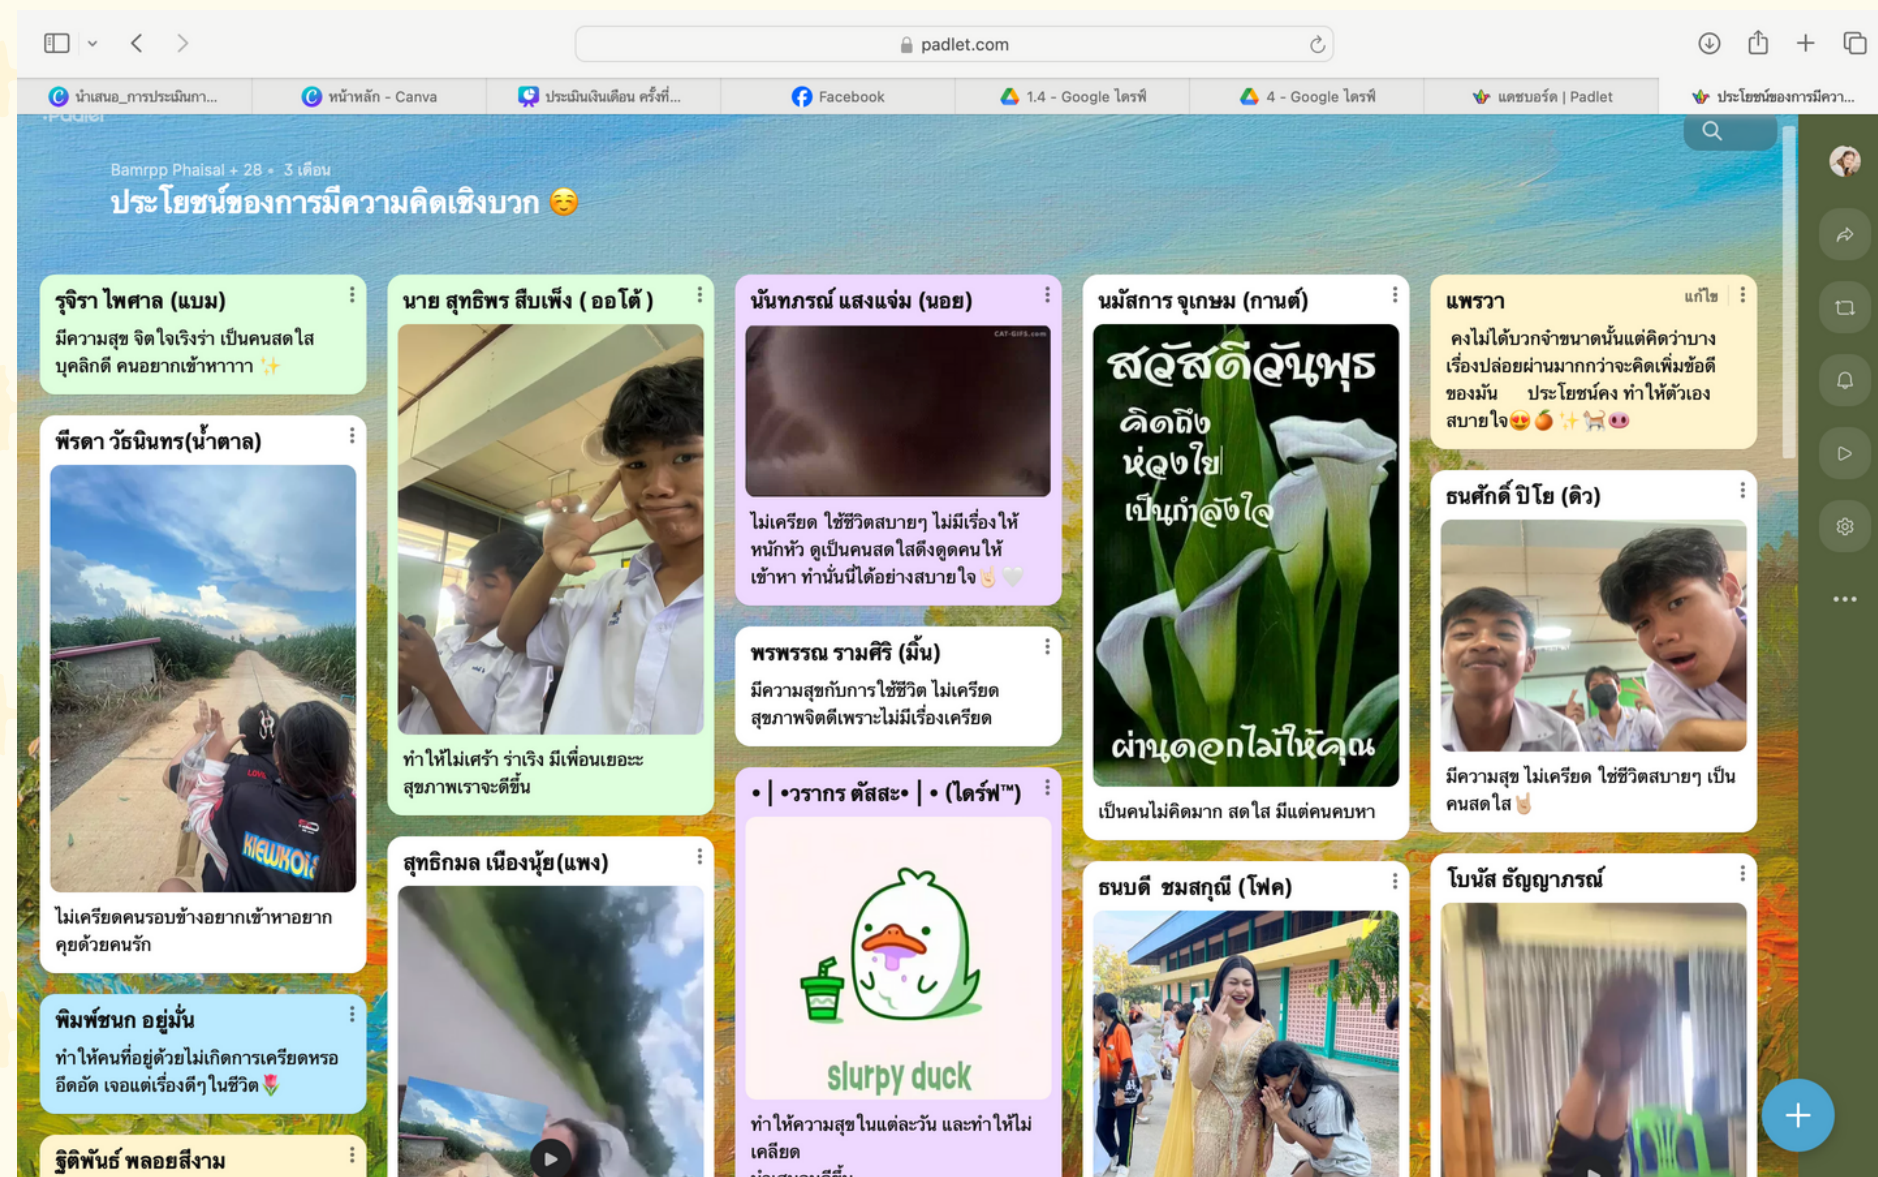 padlet.com
นำเสนอ_การประเมินกา...
หน้าหลัก - Canva
ประเมินเงินเดือน ครั้งที่...
Facebook
1.4 - Google ไดรฟ์
4 - Google ไดรฟ์
แดชบอร์ด | Padlet
ประโยชน์ของการมีควา...
Bamrpp Phaisal + 28 • 3 เดือน
ประโยชน์ของการมีความคิดเชิงบวก ☺️
รุจิรา ไพศาล (แบม)
มีความสุข จิตใจเริงร่า เป็นคนสดใส
บุคลิกดี คนอยากเข้าหาาาา ✨
พีรดา วัธนินทร(น้ำตาล)
KIEWKOI
ไม่เครียดคนรอบข้างอยากเข้าหาอยาก
คุยด้วยคนรัก
พิมพ์ชนก อยู่มั่น
ทำให้คนที่อยู่ด้วยไม่เกิดการเครียดหรอ
อึดอัด เจอแต่เรื่องดีๆในชีวิต🌷
ฐิติพันธ์ พลอยสีงาม
นาย สุทธิพร สืบเพ็ง ( ออโต้ )
ทำให้ไม่เศร้า ร่าเริง มีเพื่อนเยอะะ
สุขภาพเราจะดีขึ้น
สุทธิกมล เนืองนุ้ย(แพง)
นันทภรณ์ แสงแจ่ม (นอย)
CAT-GIFS.com
ไม่เครียด ใช้ชีวิตสบายๆ ไม่มีเรื่องให้
หนักหัว ดูเป็นคนสดใสดึงดูดคนให้
เข้าหา ทำนั่นนี่ได้อย่างสบายใจ🤘🏻🤍
พรพรรณ รามศิริ (มิ้น)
มีความสุขกับการใช้ชีวิต ไม่เครียด
สุขภาพจิตดีเพราะไม่มีเรื่องเครียด
•|•วรากร ตัสสะ•|• (ไดร์ฟ™)
slurpy duck
ทำให้ความสุขในแต่ละวัน และทำให้ไม่
เคลียด
นมัสการ จุเกษม (กานต์)
สวัสดีวันพุธ
คิดถึง
ห่วงใย
เป็นกำลังใจ
ผ่านดอกไม้ให้คุณ
เป็นคนไม่คิดมาก สดใส มีแต่คนคบหา
ธนบดี ชมสกุณี (โฟค)
แพรวา
แก้ไข
คงไม่ได้บวกจ๋าขนาดนั้นแต่คิดว่าบาง
เรื่องปล่อยผ่านมากกว่าจะคิดเพิ่มข้อดี
ของมัน ประโยชน์คง ทำให้ตัวเอง
สบายใจ😍🍊✨🐈🐽
ธนศักดิ์ ปิโย (ดิว)
มีความสุข ไม่เครียด ใช่ชีวิตสบายๆ เป็น
คนสดใส🤘🏻
โบนัส ธัญญาภรณ์